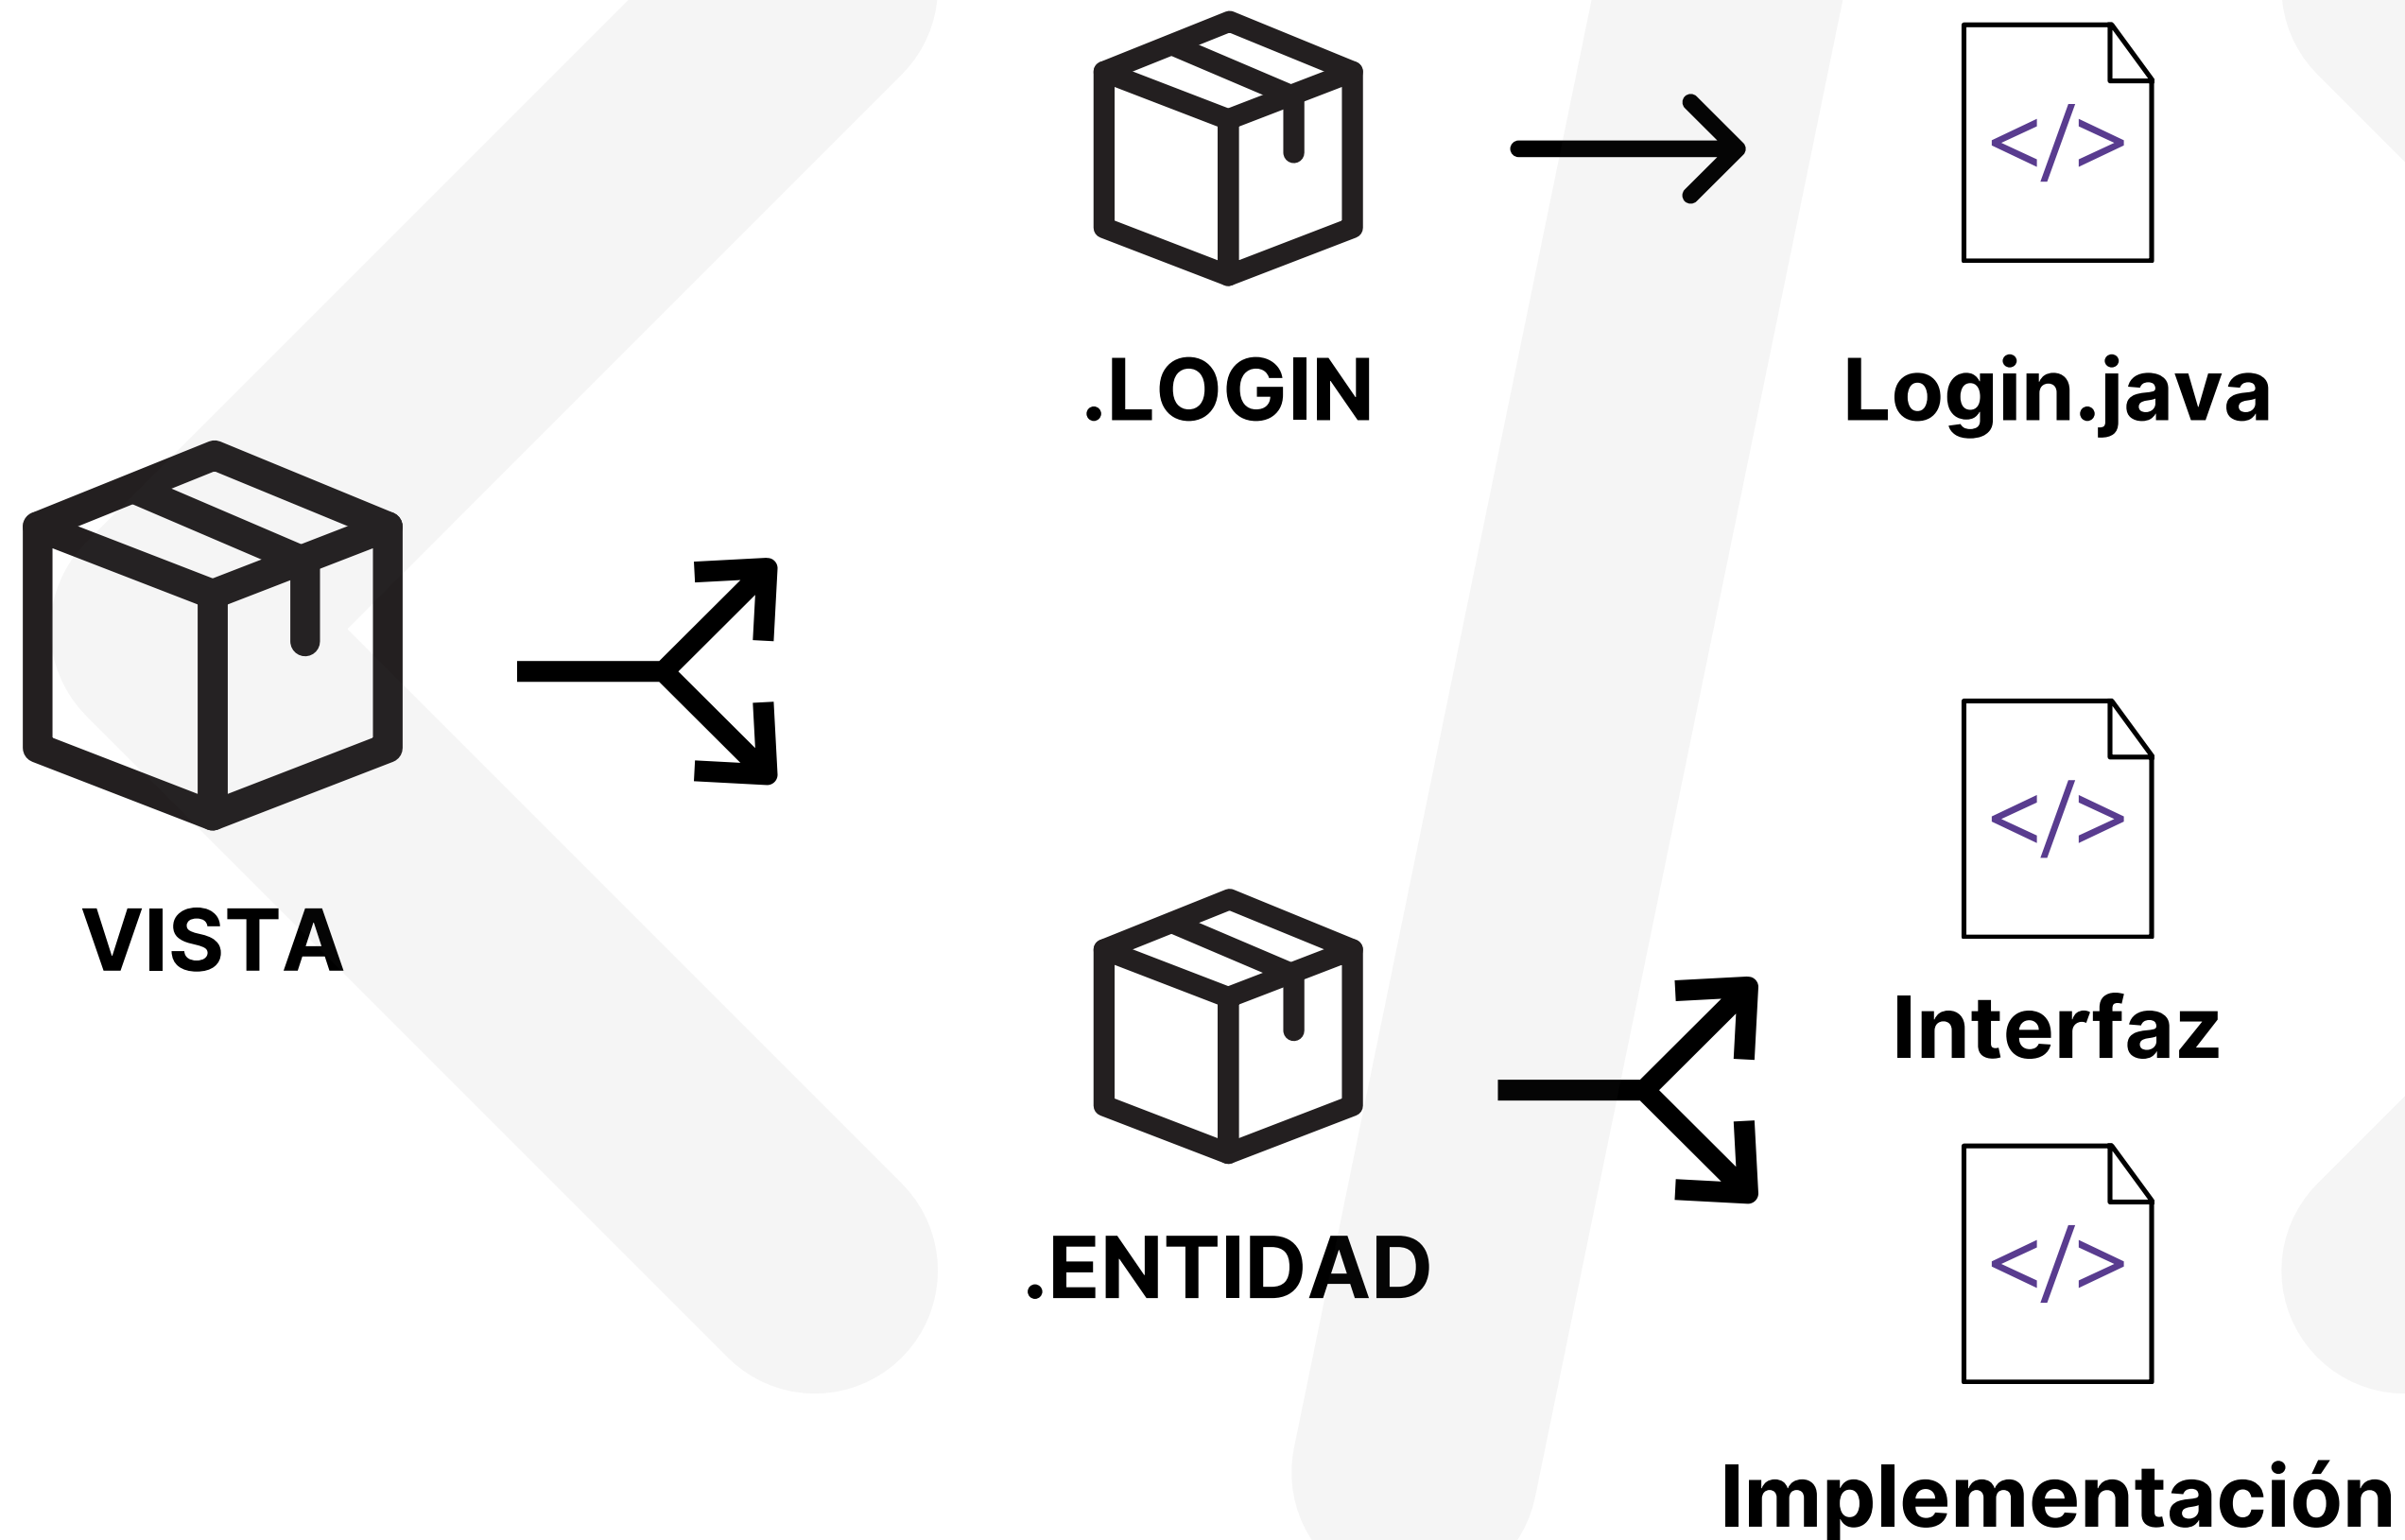 .LOGIN
Login.java
VISTA
</>
</>
.ENTIDAD
Interfaz
</>
Implementación